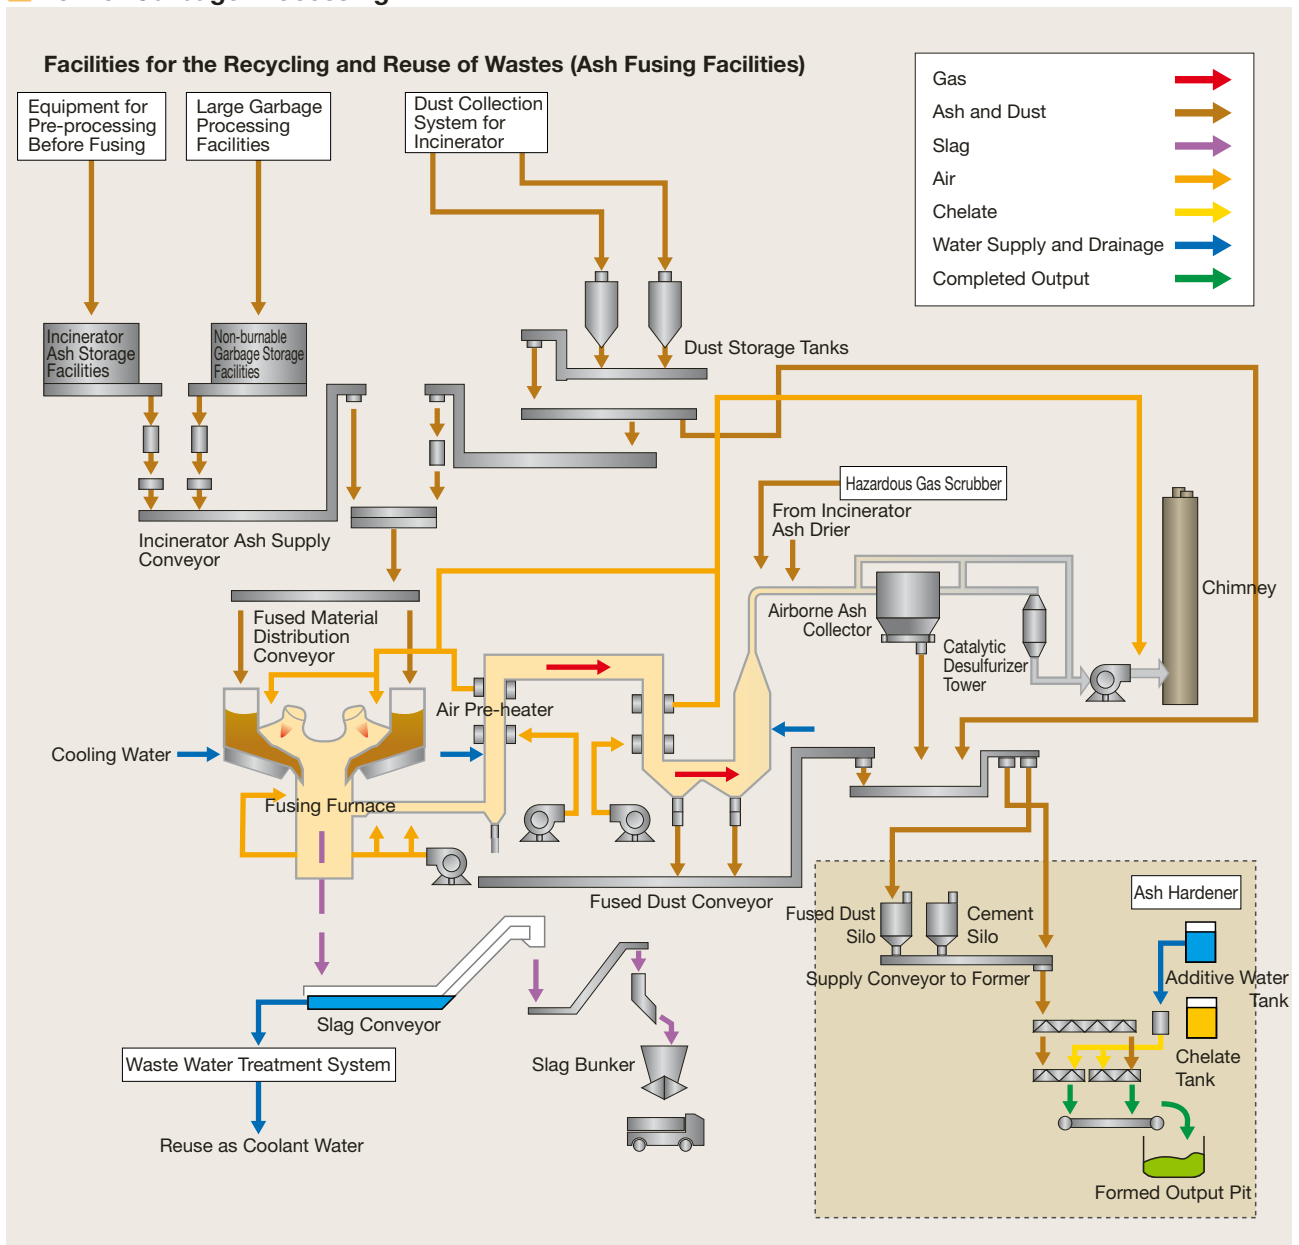 Facilities for the Recycling and Reuse of Wastes (Ash Fusing Facilities)
Equipment for
Pre-processing
Before Fusing
Large Garbage
Processing
Facilities
Dust Collection
System for
Incinerator
Gas
Ash and Dust
Slag
Air
Chelate
Water Supply and Drainage
Completed Output
Incinerator
Ash Storage
Facilities
Non-burnable
Garbage Storage
Facilities
Dust Storage Tanks
Hazardous Gas Scrubber
From Incinerator
Ash Drier
Incinerator Ash Supply
Conveyor
Chimney
Airborne Ash
Collector
Fused Material
Distribution
Conveyor
Catalytic
Desulfurizer
Tower
Air Pre-heater
Cooling Water
Fusing Furnace
Fused Dust Conveyor
Ash Hardener
Fused Dust
Silo
Cement
Silo
Supply Conveyor to Former
Additive Water
Tank
Slag Conveyor
Chelate
Tank
Waste Water Treatment System
Slag Bunker
Reuse as Coolant Water
Formed Output Pit